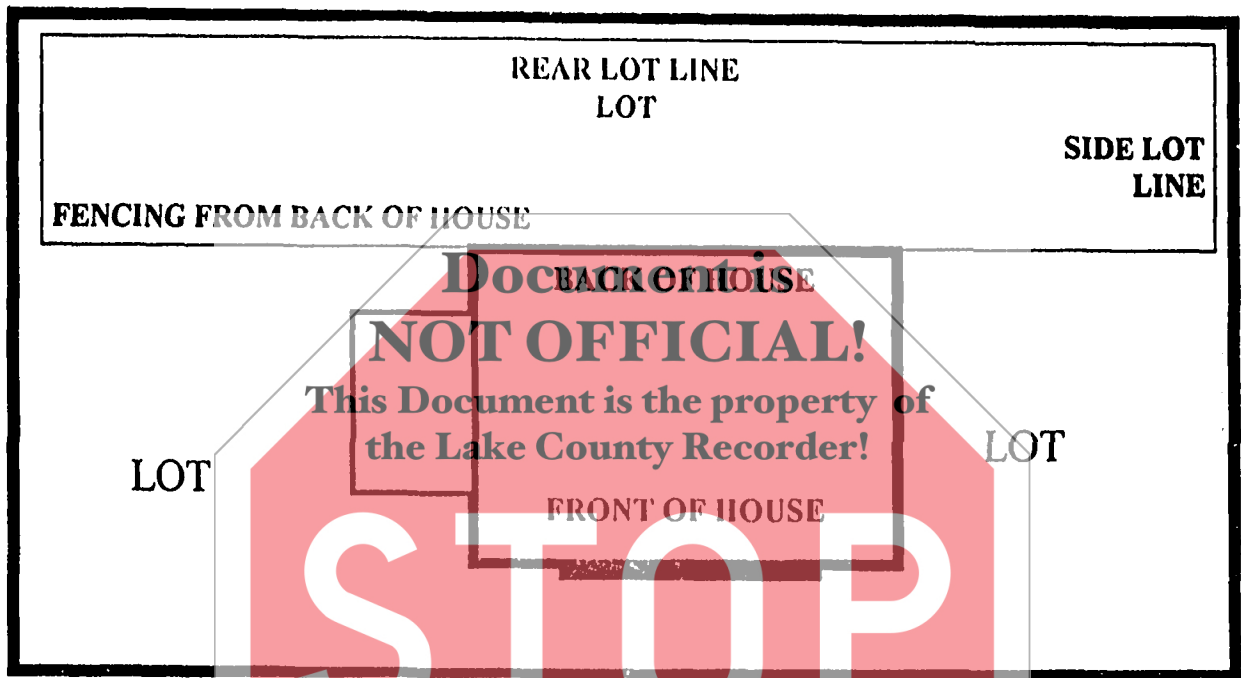 REAR LOT LINE
LOT
SIDE LOT
LINE
FENCING FROM BACK OF HOUSE
Document is
BACK OF HOUSE
NOT OFFICIAL!
This Document is the property of
the Lake County Recorder!
LOT
LOT
FRONT OF HOUSE
STOP